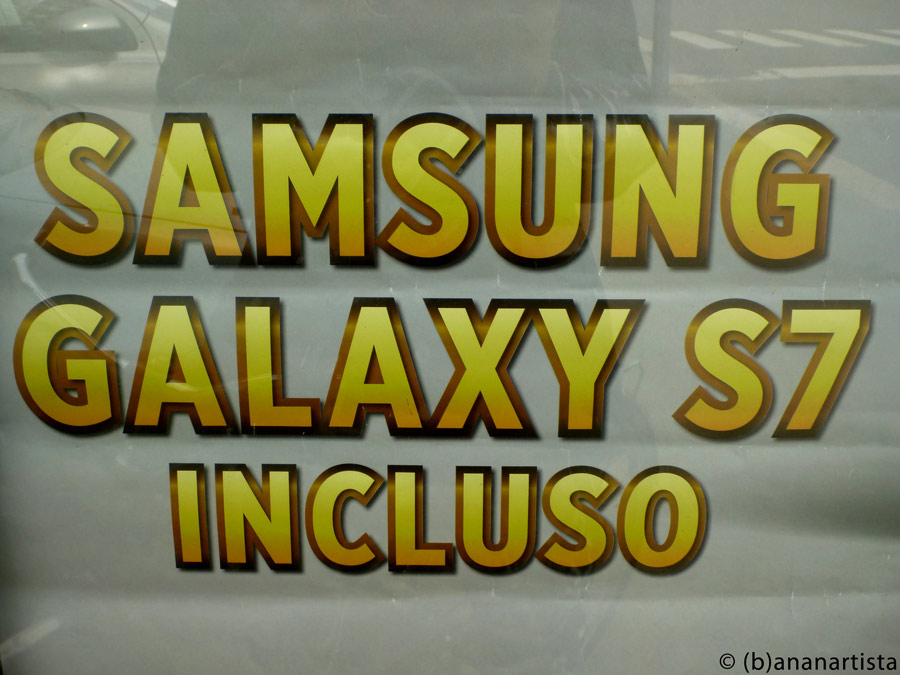 SAMSUNG
GALAXY S7
INCLUSO
© (b)ananartista